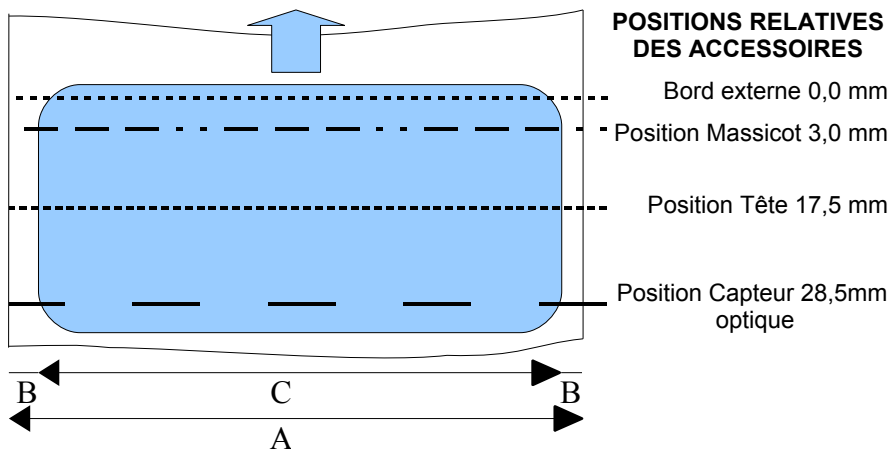 POSITIONS RELATIVES
DES ACCESSOIRES
Bord externe 0,0 mm
Position Massicot 3,0 mm
Position Tête 17,5 mm
Position Capteur 28,5mm
optique
B
C
B
A